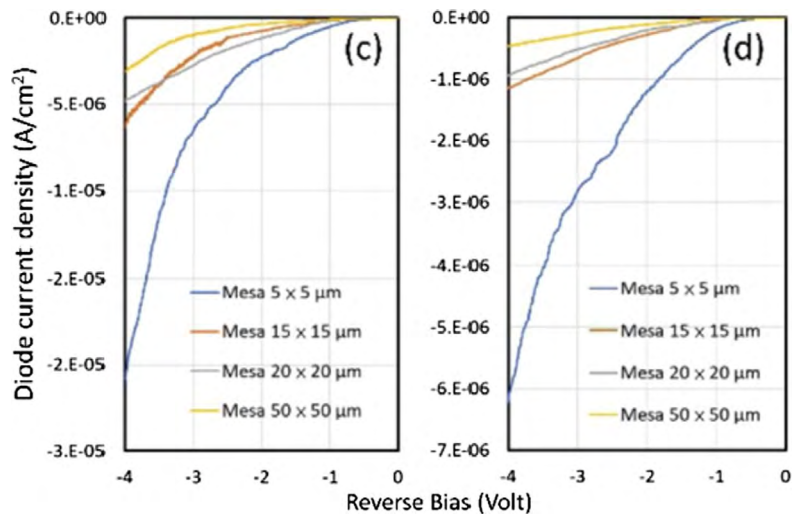 Diode current density (A/cm²)
0.E+00
-5.E-06
-1.E-05
-2.E-05
-2.E-05
-3.E-05
(c)
Mesa 5 x 5 µm
Mesa 15 x 15 µm
Mesa 20 x 20 µm
Mesa 50 x 50 µm
-4 -3 -2 -1 0
0.E+00
-1.E-06
-2.E-06
-3.E-06
-4.E-06
-5.E-06
-6.E-06
-7.E-06
(d)
Mesa 5 x 5 µm
Mesa 15 x 15 µm
Mesa 20 x 20 µm
Mesa 50 x 50 µm
-4 -3 -2 -1 0
Reverse Bias (Volt)